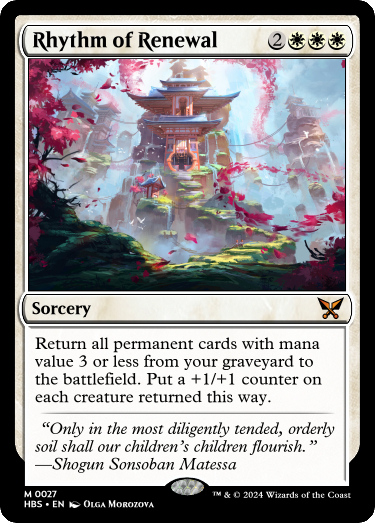 Rhythm of Renewal 2
Sorcery
Return all permanent cards with mana
value 3 or less from your graveyard to
the battlefield. Put a +1/+1 counter on
each creature returned this way.
“Only in the most diligently tended, orderly
soil shall our children’s children flourish.”
—Shogun Sonsoban Matessa
M 0027
HBS • EN Olga Morozova
™ & © 2024 Wizards of the Coast